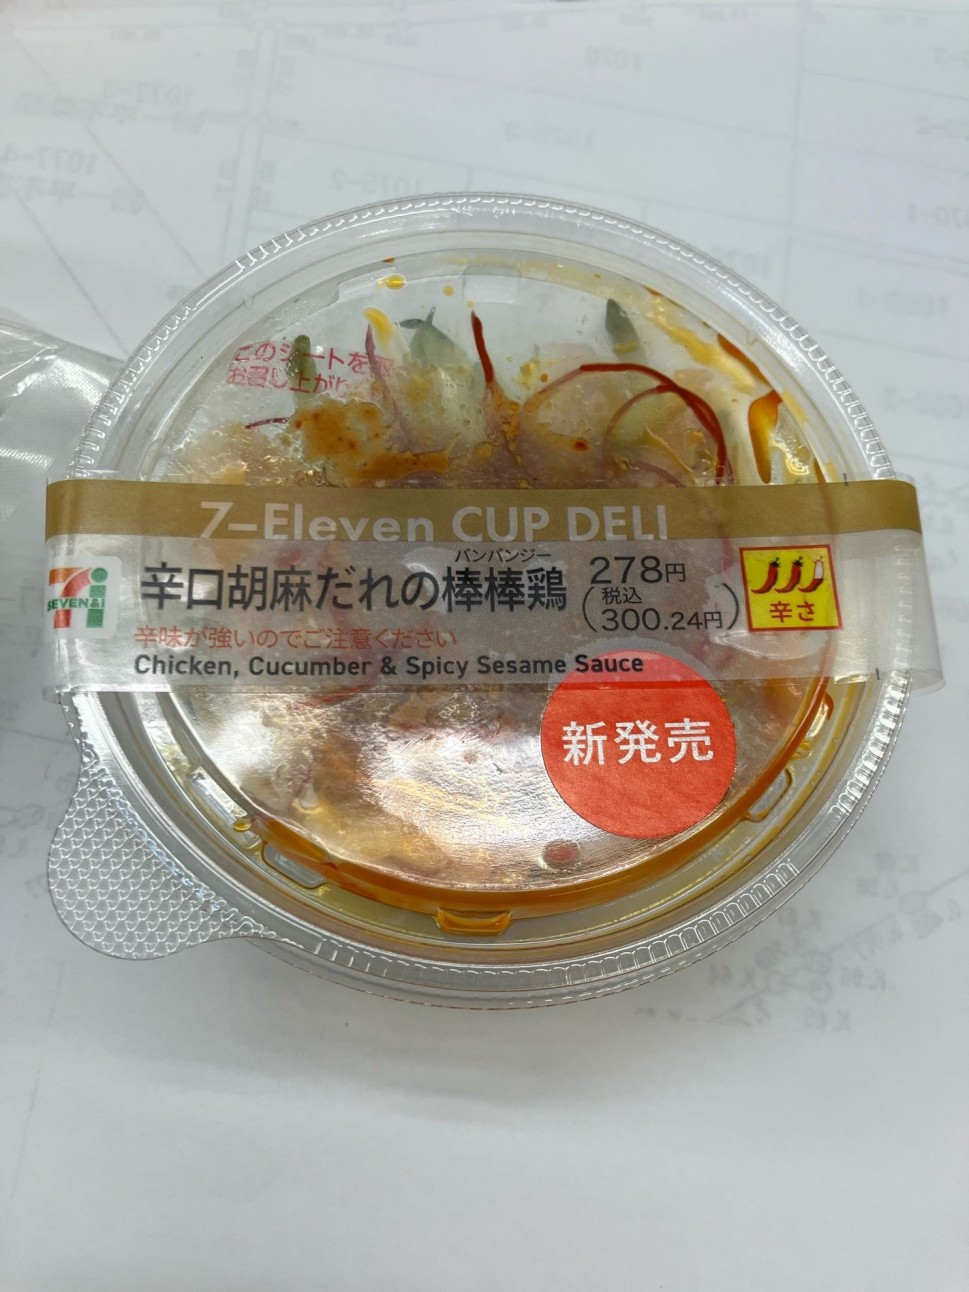 このシートを
お召し上がり
7-Eleven CUP DELI
バンバンジー
辛口胡麻だれの棒棒鶏
278円
税込
(300.24円)
辛さ
SEVEN&i
辛味が強いのでご注意ください
Chicken, Cucumber & Spicy Sesame Sauce
新発売